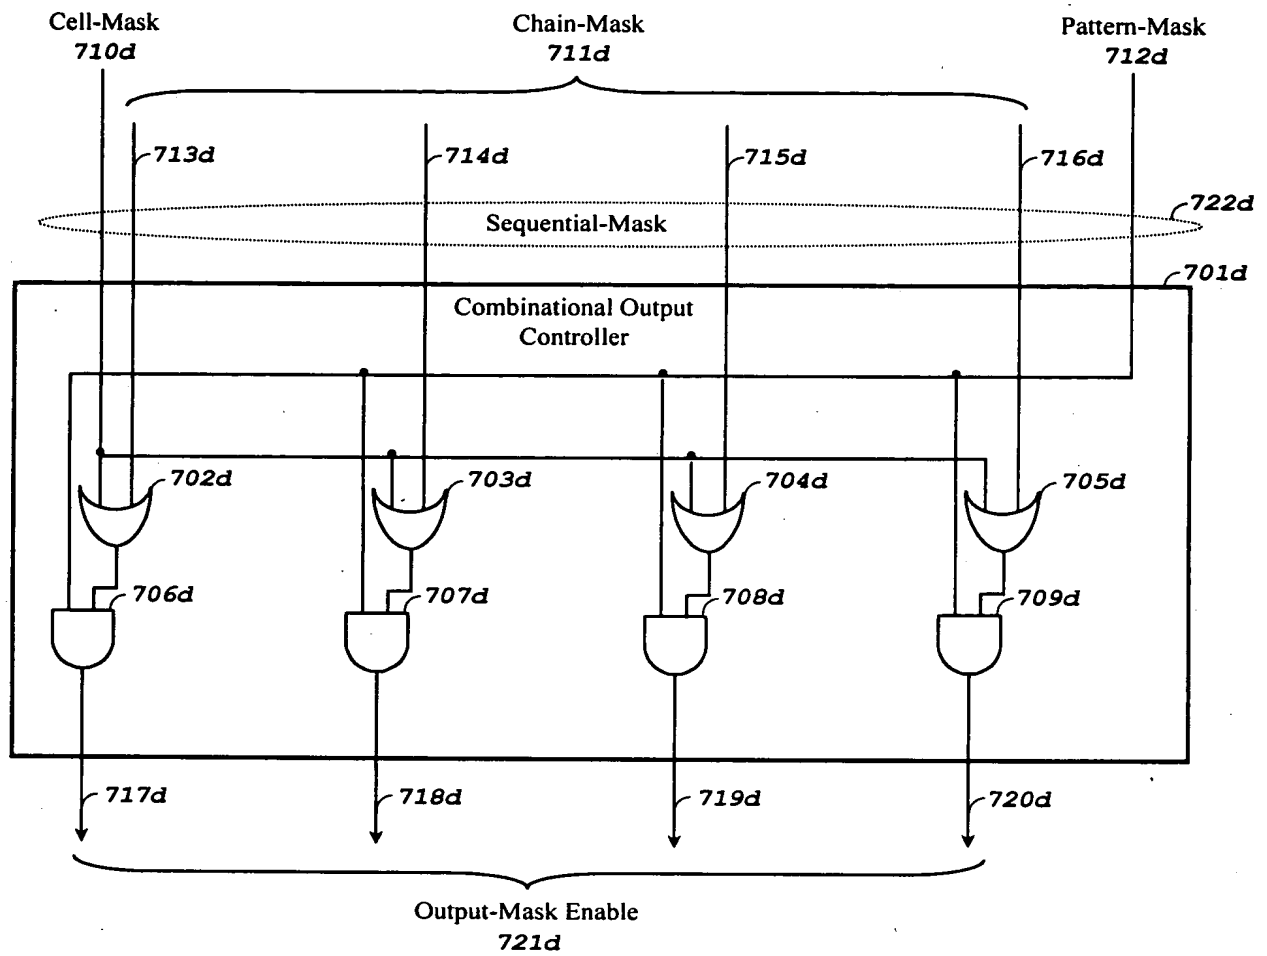 Cell-Mask
710d
Chain-Mask
711d
Pattern-Mask
712d
713d
714d
715d
716d
Sequential-Mask
722d
701d
Combinational Output
Controller
702d
703d
704d
705d
706d
707d
708d
709d
717d
718d
719d
720d
Output-Mask Enable
721d